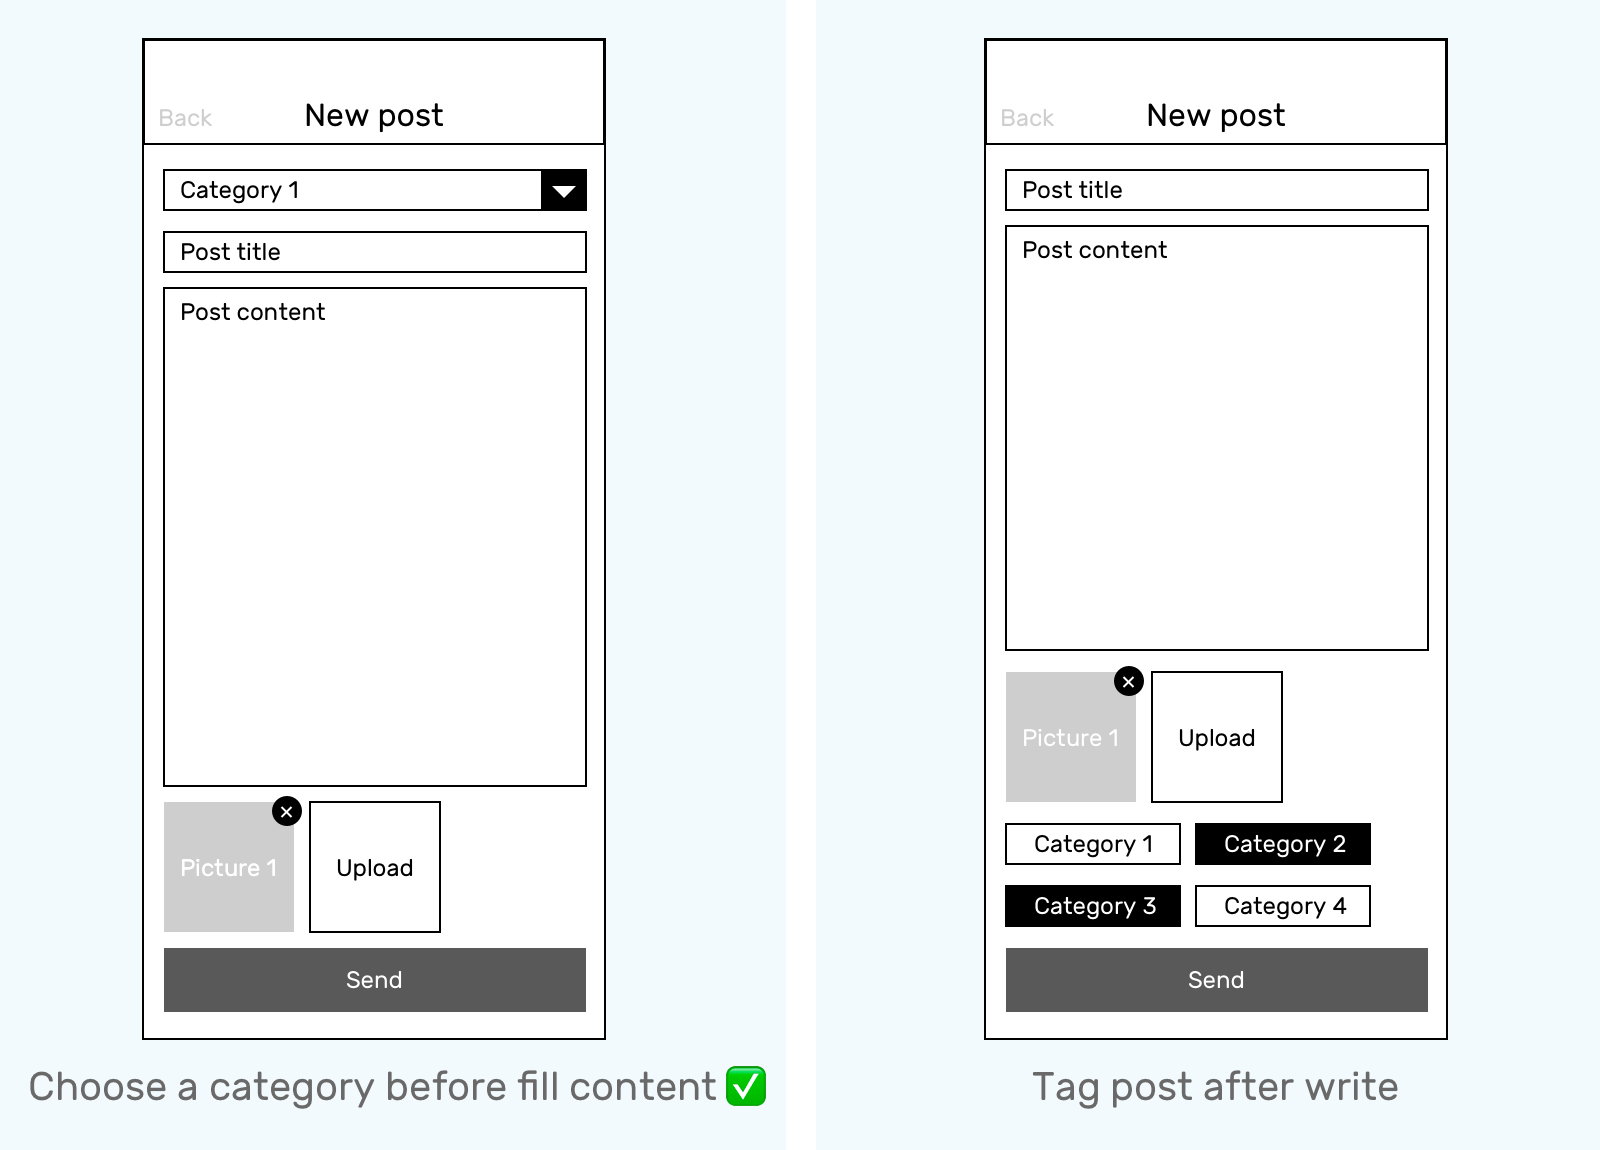 Back
New post
Category 1
Post title
Post content
Picture 1
Upload
Send
Choose a category before fill content ✅
Back
New post
Post title
Post content
Picture 1
Upload
Category 1
Category 2
Category 3
Category 4
Send
Tag post after write